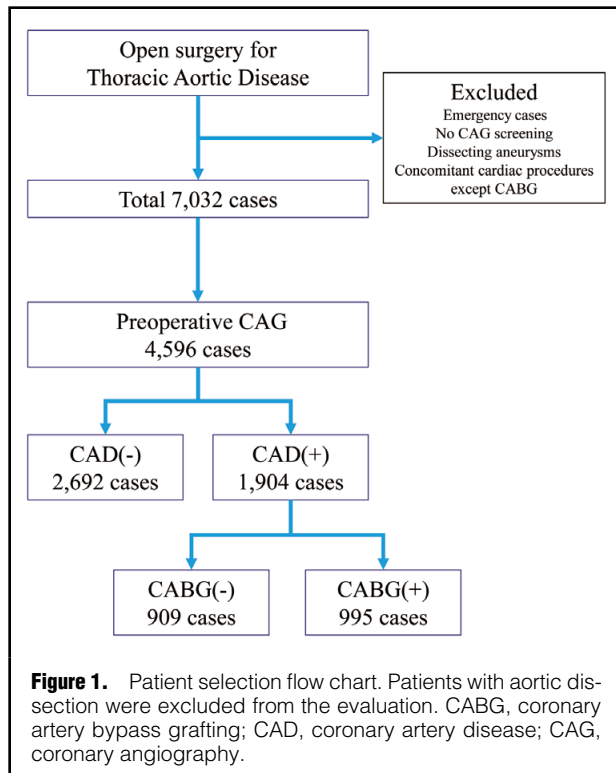 Open surgery for
Thoracic Aortic Disease
Excluded
Emergency cases
No CAG screening
Dissecting aneurysms
Concomitant cardiac procedures
except CABG
Total 7,032 cases
Preoperative CAG
4,596 cases
CAD(-)
2,692 cases
CAD(+)
1,904 cases
CABG(-)
909 cases
CABG(+)
995 cases
Figure 1. Patient selection flow chart. Patients with aortic dis-
section were excluded from the evaluation. CABG, coronary
artery bypass grafting; CAD, coronary artery disease; CAG,
coronary angiography.